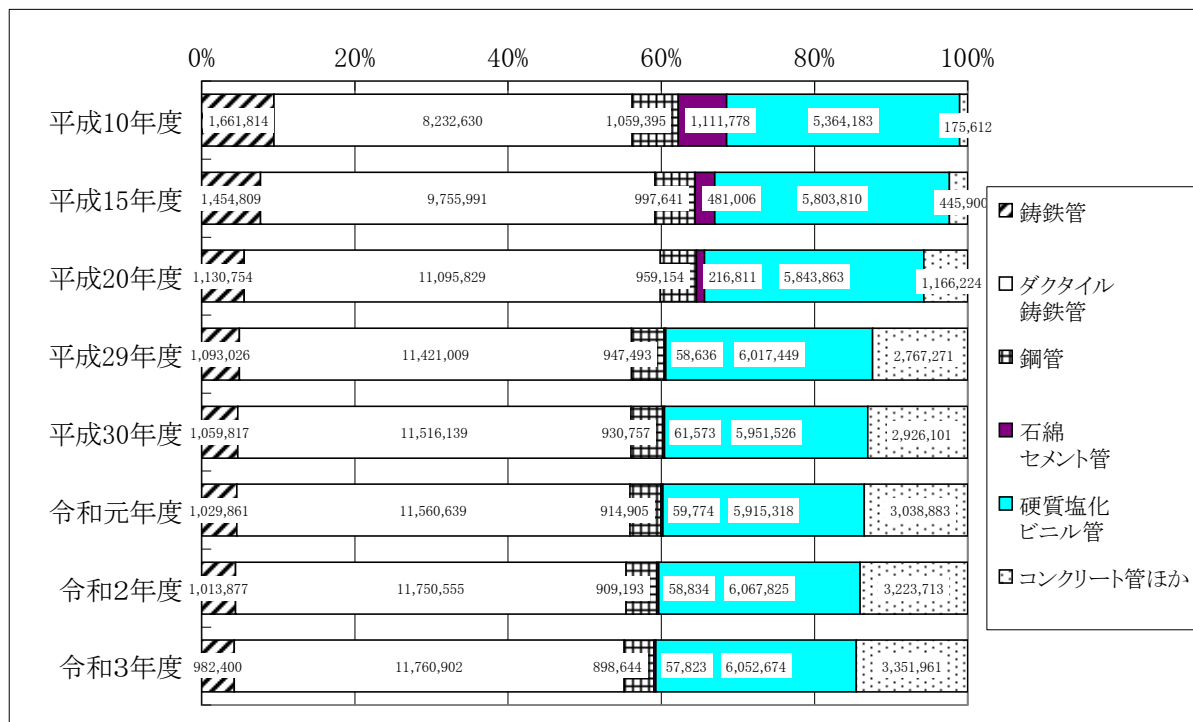 0% 20% 40% 60% 80% 100%
平成10年度 1,661,814 8,232,630 1,059,395 1,111,778 5,364,183 175,612
平成15年度 1,454,809 9,755,991 997,641 481,006 5,803,810 445,900
平成20年度 1,130,754 11,095,829 959,154 216,811 5,843,863 1,166,224
平成29年度 1,093,026 11,421,009 947,493 58,636 6,017,449 2,767,271
平成30年度 1,059,817 11,516,139 930,757 61,573 5,951,526 2,926,101
令和元年度 1,029,861 11,560,639 914,905 59,774 5,915,318 3,038,883
令和2年度 1,013,877 11,750,555 909,193 58,834 6,067,825 3,223,713
令和3年度 982,400 11,760,902 898,644 57,823 6,052,674 3,351,961
鋳鉄管
ダクタイル
鋳鉄管
鋼管
石綿
セメント管
硬質塩化
ビニル管
コンクリート管ほか